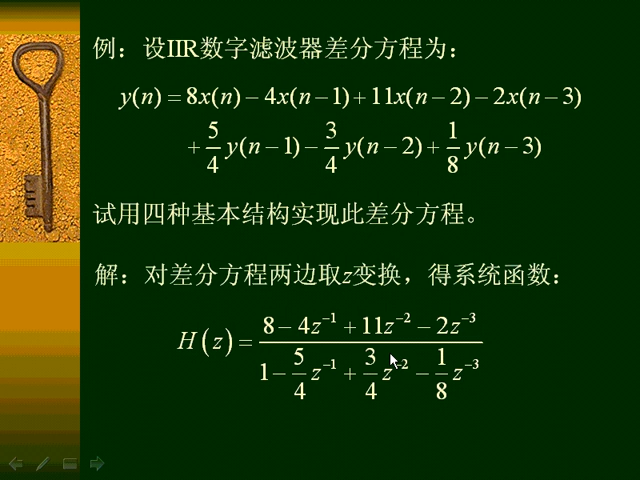 例：设IIR数字滤波器差分方程为：
y(n) = 8x(n) − 4x(n−1) + 11x(n−2) − 2x(n−3)
+ 5/4 y(n−1) − 3/4 y(n−2) + 1/8 y(n−3)
试用四种基本结构实现此差分方程。
解：对差分方程两边取z变换，得系统函数：
H(z) = (8 − 4z⁻¹ + 11z⁻² − 2z⁻³) / (1 − 5/4 z⁻¹ + 3/4 z⁻² − 1/8 z⁻³)